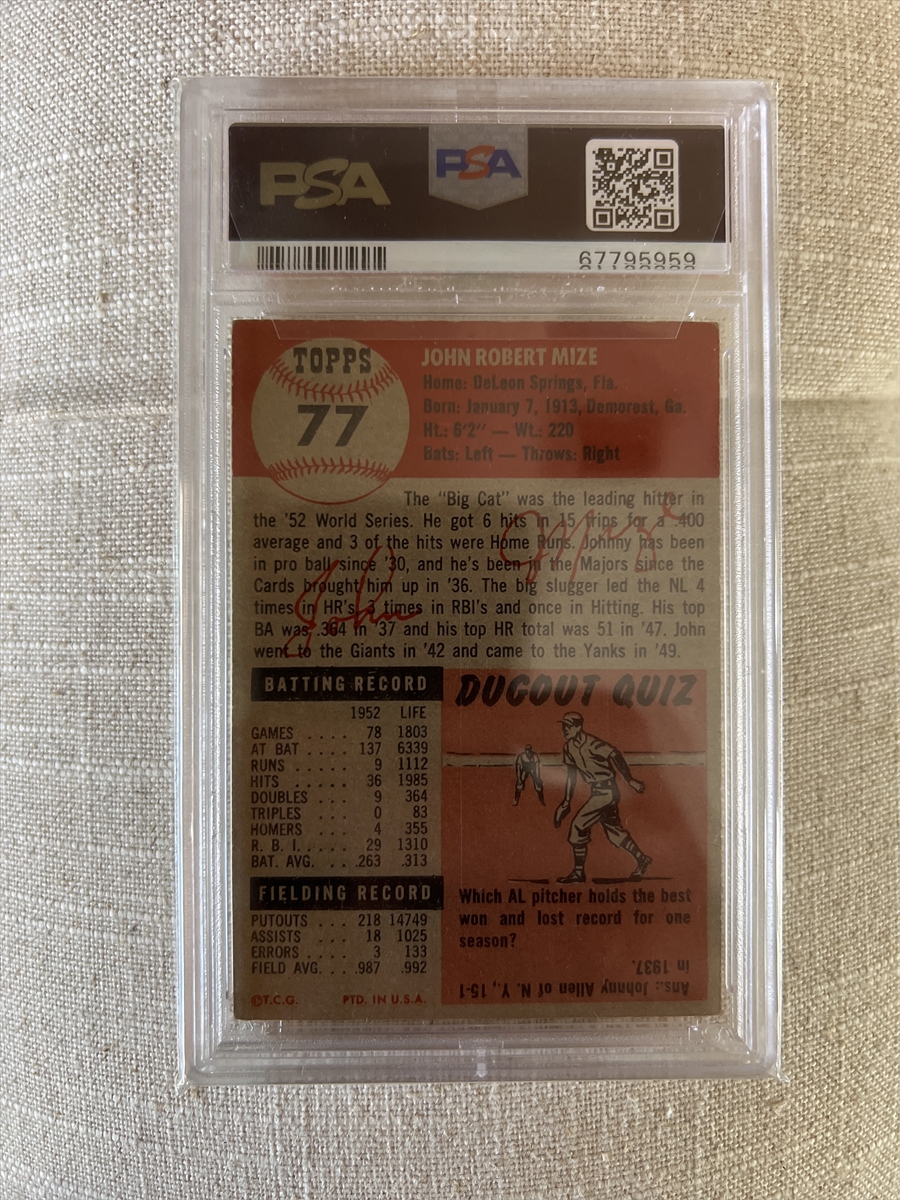 PSA
PSA
67795959
TOPPS
77
JOHN ROBERT MIZE
Home: DeLeon Springs, Fla.
Born: January 7, 1913, Demorest, Ga.
Ht.: 6'2" — Wt.: 220
Bats: Left — Throws: Right
The "Big Cat" was the leading hitter in
the '52 World Series. He got 6 hits in 15 trips for a .400
average and 3 of the hits were Home Runs. Johnny has been
in pro ball since '30, and he's been in the Majors since the
Cards brought him up in '36. The big slugger led the NL 4
times in HR's, 3 times in RBI's and once in Hitting. His top
BA was .364 in '37 and his top HR total was 51 in '47. John
went to the Giants in '42 and came to the Yanks in '49.
John Mize
BATTING RECORD
1952 LIFE
GAMES .... 78 1803
AT BAT .... 137 6339
RUNS ..... 9 1112
HITS ..... 36 1985
DOUBLES ... 9 364
TRIPLES ... 0 83
HOMERS ... 4 355
R. B. I. .... 29 1310
BAT. AVG. ... .263 .313
FIELDING RECORD
PUTOUTS ... 218 14749
ASSISTS ... 18 1025
ERRORS .... 3 133
FIELD AVG. .. .987 .992
©T.C.G. PTD. IN U.S.A.
DUGOUT QUIZ
Which AL pitcher holds the best
won and lost record for one
season?
Ans.: Johnny Allen of N. Y., 15-1
in 1937.